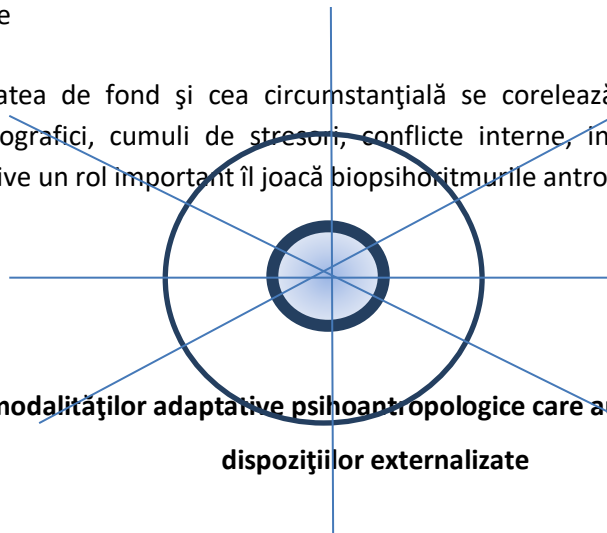 e
atea de fond şi cea circumstanţială se corelează
ografici, cumuli de stresori, conflicte interne, in
ive un rol important îl joacă biopsihoritmurile antro
modalităţilor adaptative psihoantropologice care a
dispoziţiilor externalizate